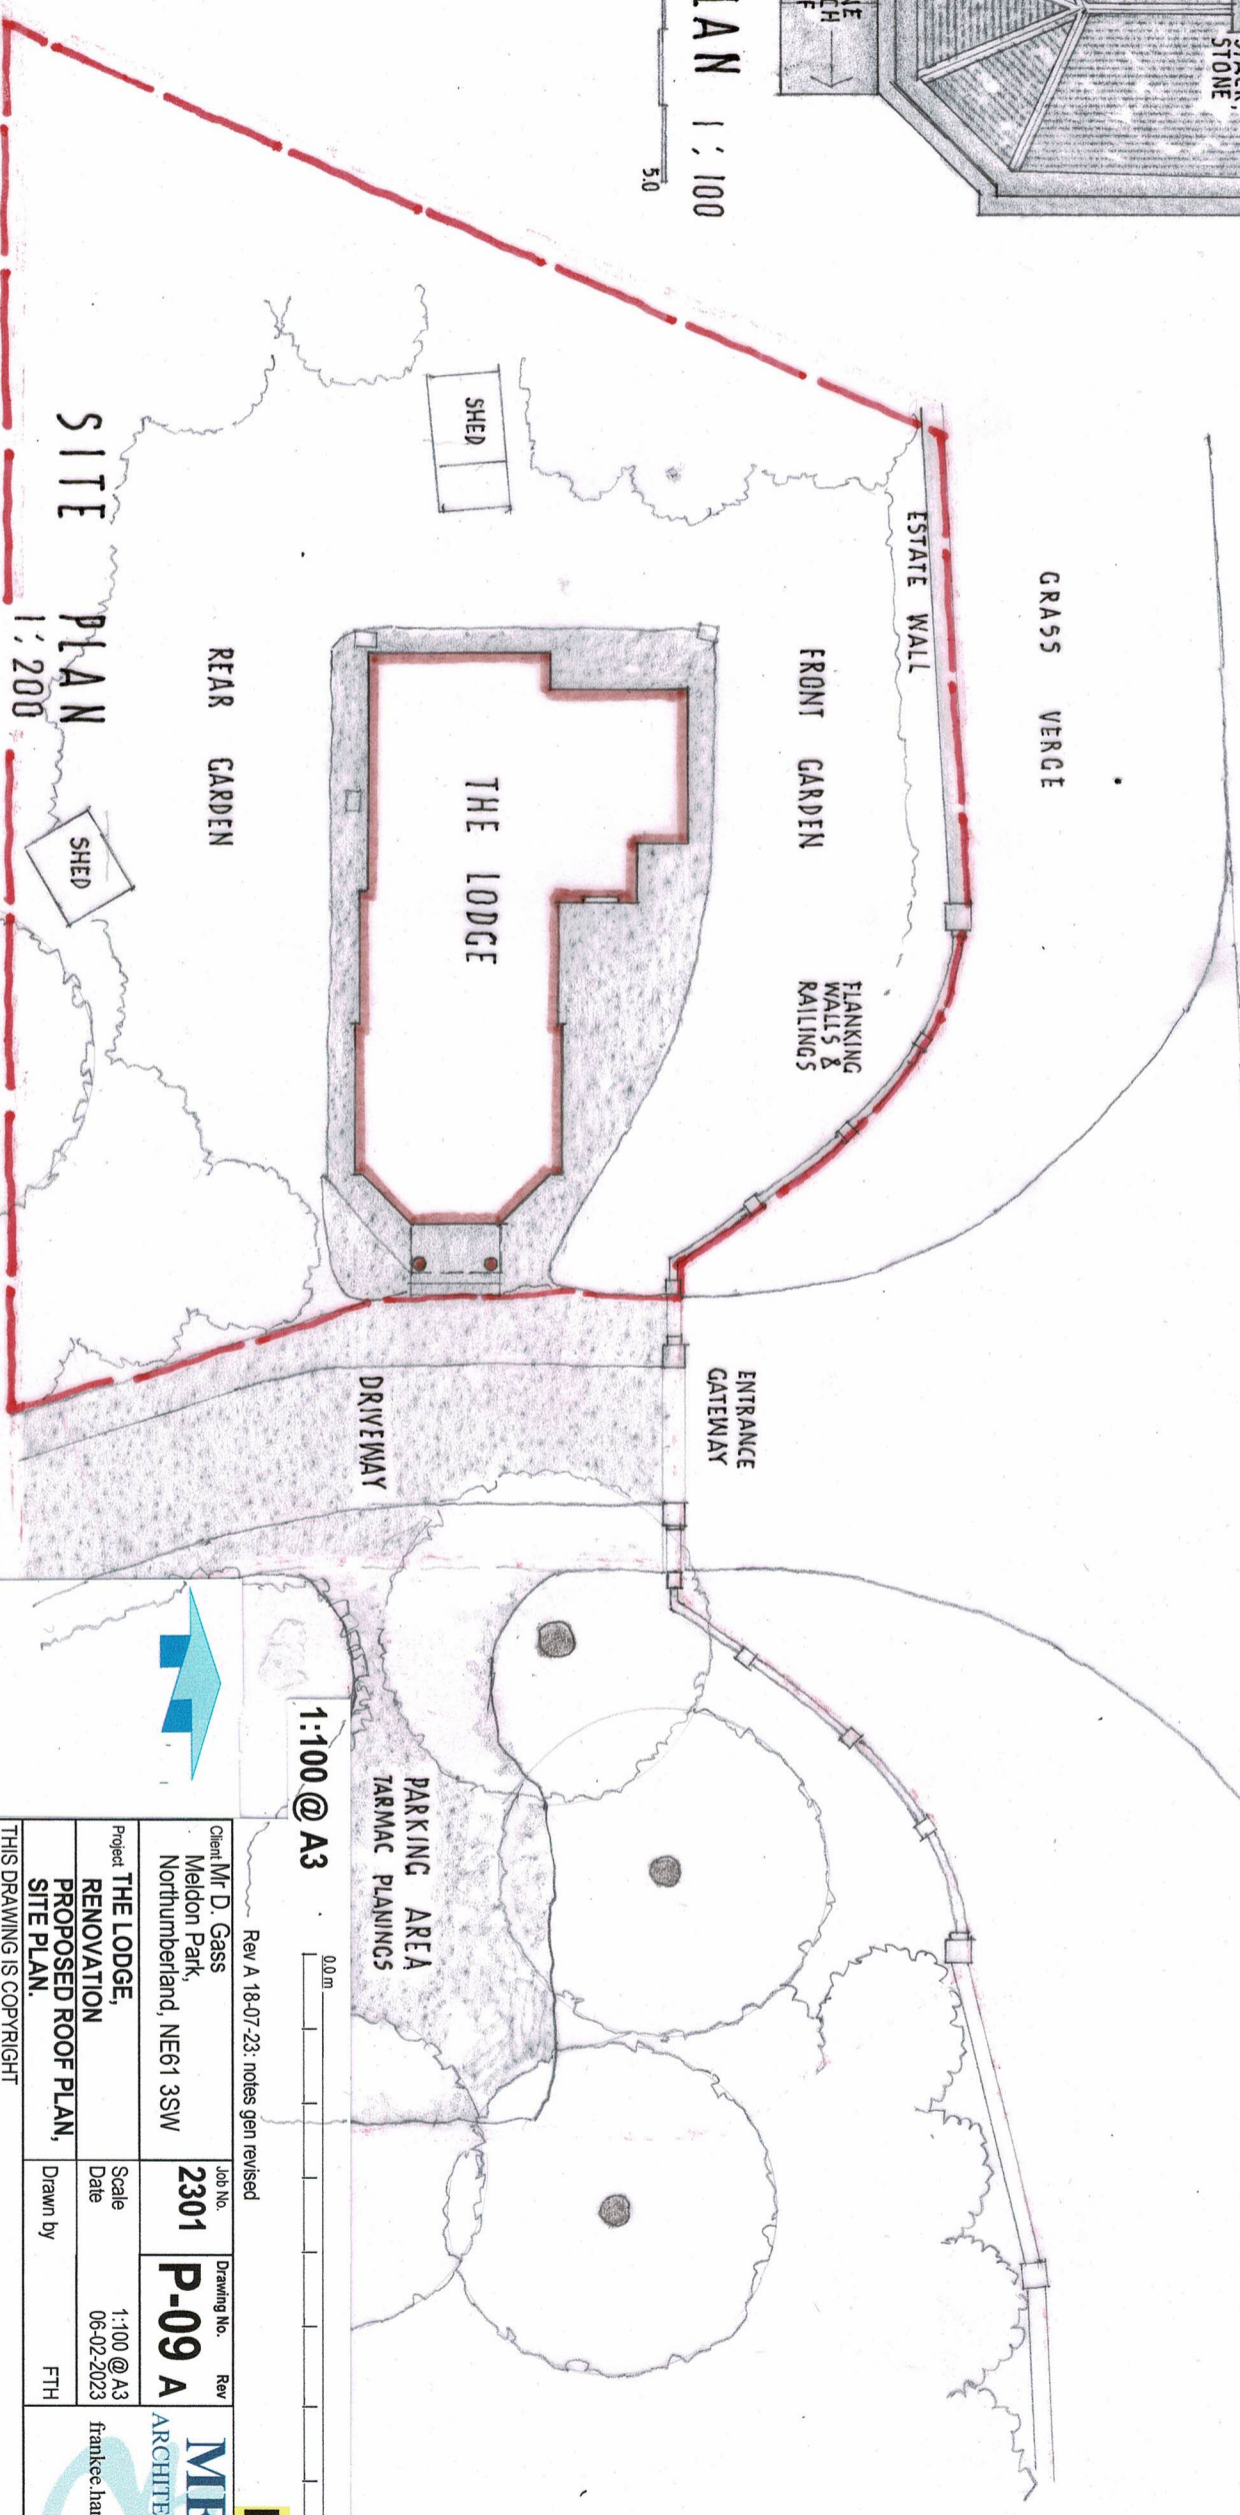 STONE
LAN 1:100
5.0
GRASS VERGE
ESTATE WALL
FRONT GARDEN
FLANKING
WALLS &
RAILINGS
SHED
THE LODGE
REAR GARDEN
SHED
SITE PLAN
1:200
ENTRANCE
GATEWAY
DRIVEWAY
PARKING AREA
TARMAC PLANINGS
1:100 @ A3
0.0 m
Rev A 18-07-23: notes gen revised
Client Mr D. Gass
Meldon Park,
Northumberland, NE61 3SW
Job No.
2301
Drawing No. Rev
P-09 A
Project THE LODGE,
RENOVATION
Scale 1:100 @ A3
Date 06-02-2023
PROPOSED ROOF PLAN,
SITE PLAN.
Drawn by FTH
THIS DRAWING IS COPYRIGHT
ARCHITE
frankee.har